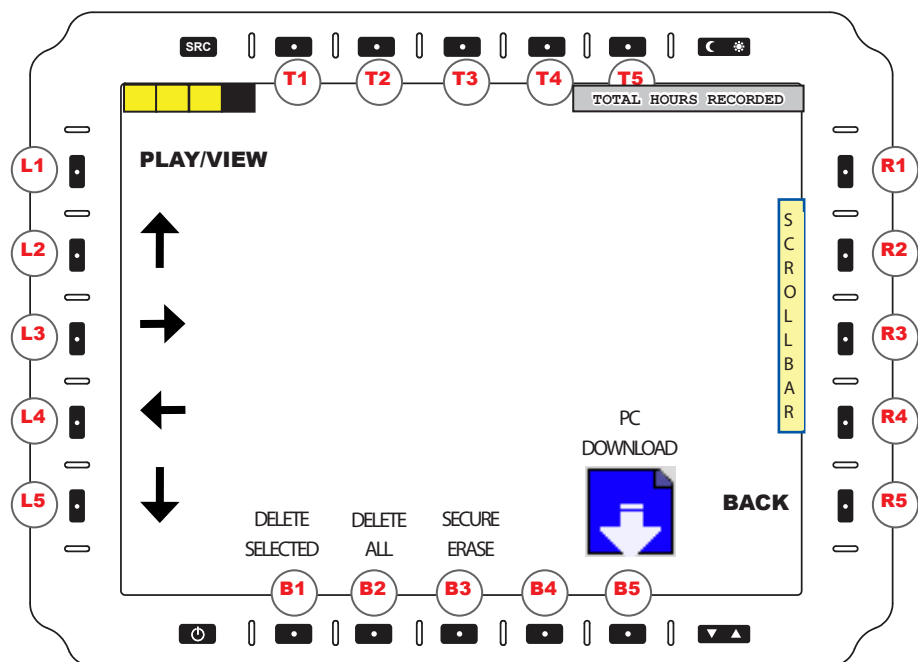 SRC
T1
T2
T3
T4
T5
TOTAL HOURS RECORDED
L1
PLAY/VIEW
R1
L2
R2
SCROLLBAR
L3
R3
L4
R4
PC
DOWNLOAD
L5
BACK
R5
DELETE
SELECTED
DELETE
ALL
SECURE
ERASE
B1
B2
B3
B4
B5